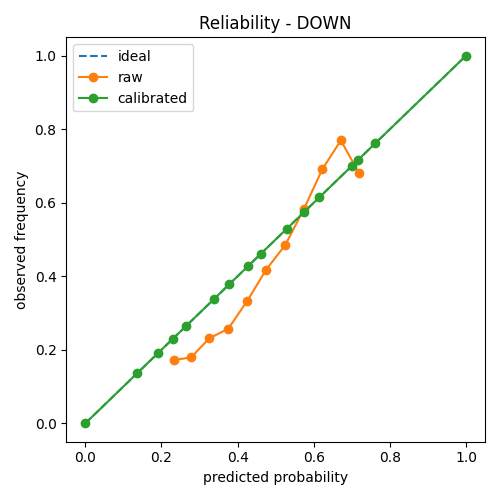 Reliability - DOWN
ideal
raw
calibrated
observed frequency
1.0
0.8
0.6
0.4
0.2
0.0
0.0 0.2 0.4 0.6 0.8 1.0
predicted probability